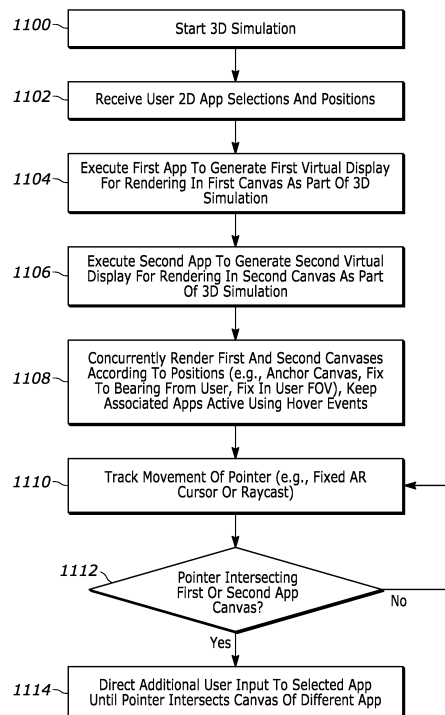 1100
Start 3D Simulation
1102
Receive User 2D App Selections And Positions
1104
Execute First App To Generate First Virtual Display
For Rendering In First Canvas As Part Of 3D
Simulation
1106
Execute Second App To Generate Second Virtual
Display For Rendering In Second Canvas As Part
Of 3D Simulation
1108
Concurrently Render First And Second Canvases
According To Positions (e.g., Anchor Canvas, Fix
To Bearing From User, Fix In User FOV), Keep
Associated Apps Active Using Hover Events
1110
Track Movement Of Pointer (e.g., Fixed AR
Cursor Or Raycast)
1112
Pointer Intersecting
First Or Second App
Canvas?
No
Yes
1114
Direct Additional User Input To Selected App
Until Pointer Intersects Canvas Of Different App